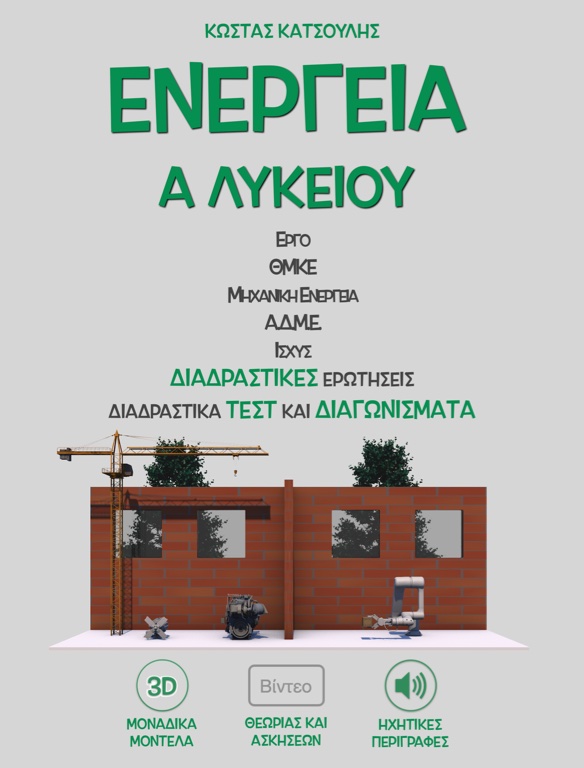 ΚΩΣΤΑΣ ΚΑΤΣΟΥΛΗΣ
ΕΝΕΡΓΕΙΑ
Α ΛΥΚΕΙΟΥ
ΕΡΓΟ
ΘΜΚΕ
ΜΗΧΑΝΙΚΗ ΕΝΕΡΓΕΙΑ
Α.Δ.Μ.Ε.
ΙΣΧΥΣ
ΔΙΑΔΡΑΣΤΙΚΕΣ ΕΡΩΤΗΣΕΙΣ
ΔΙΑΔΡΑΣΤΙΚΑ ΤΕΣΤ ΚΑΙ ΔΙΑΓΩΝΙΣΜΑΤΑ
3D
ΜΟΝΑΔΙΚΑ
ΜΟΝΤΕΛΑ
Βίντεο
ΘΕΩΡΙΑΣ ΚΑΙ
ΑΣΚΗΣΕΩΝ
ΗΧΗΤΙΚΕΣ
ΠΕΡΙΓΡΑΦΕΣ